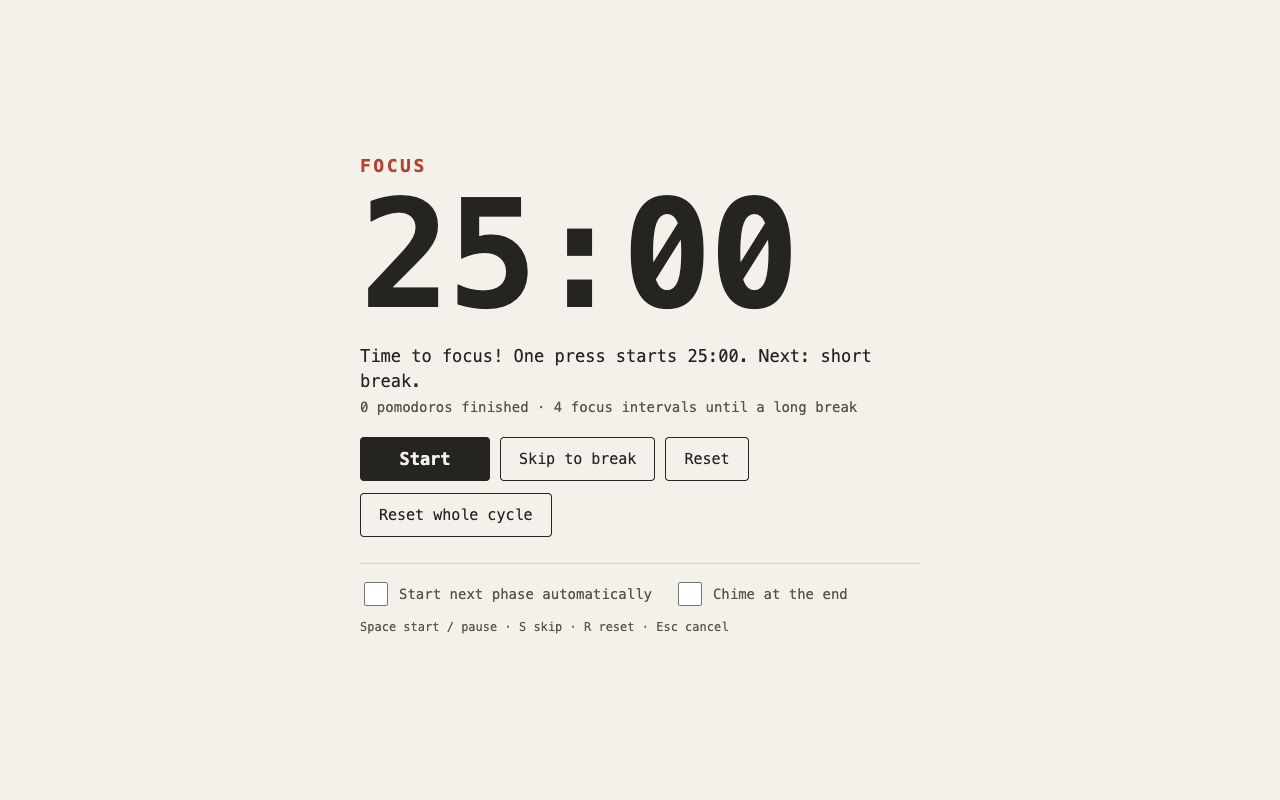 FOCUS
25:00
Time to focus! One press starts 25:00. Next: short
break.
0 pomodoros finished · 4 focus intervals until a long break
Start
Skip to break
Reset
Reset whole cycle
Start next phase automatically
Chime at the end
Space start / pause · S skip · R reset · Esc cancel